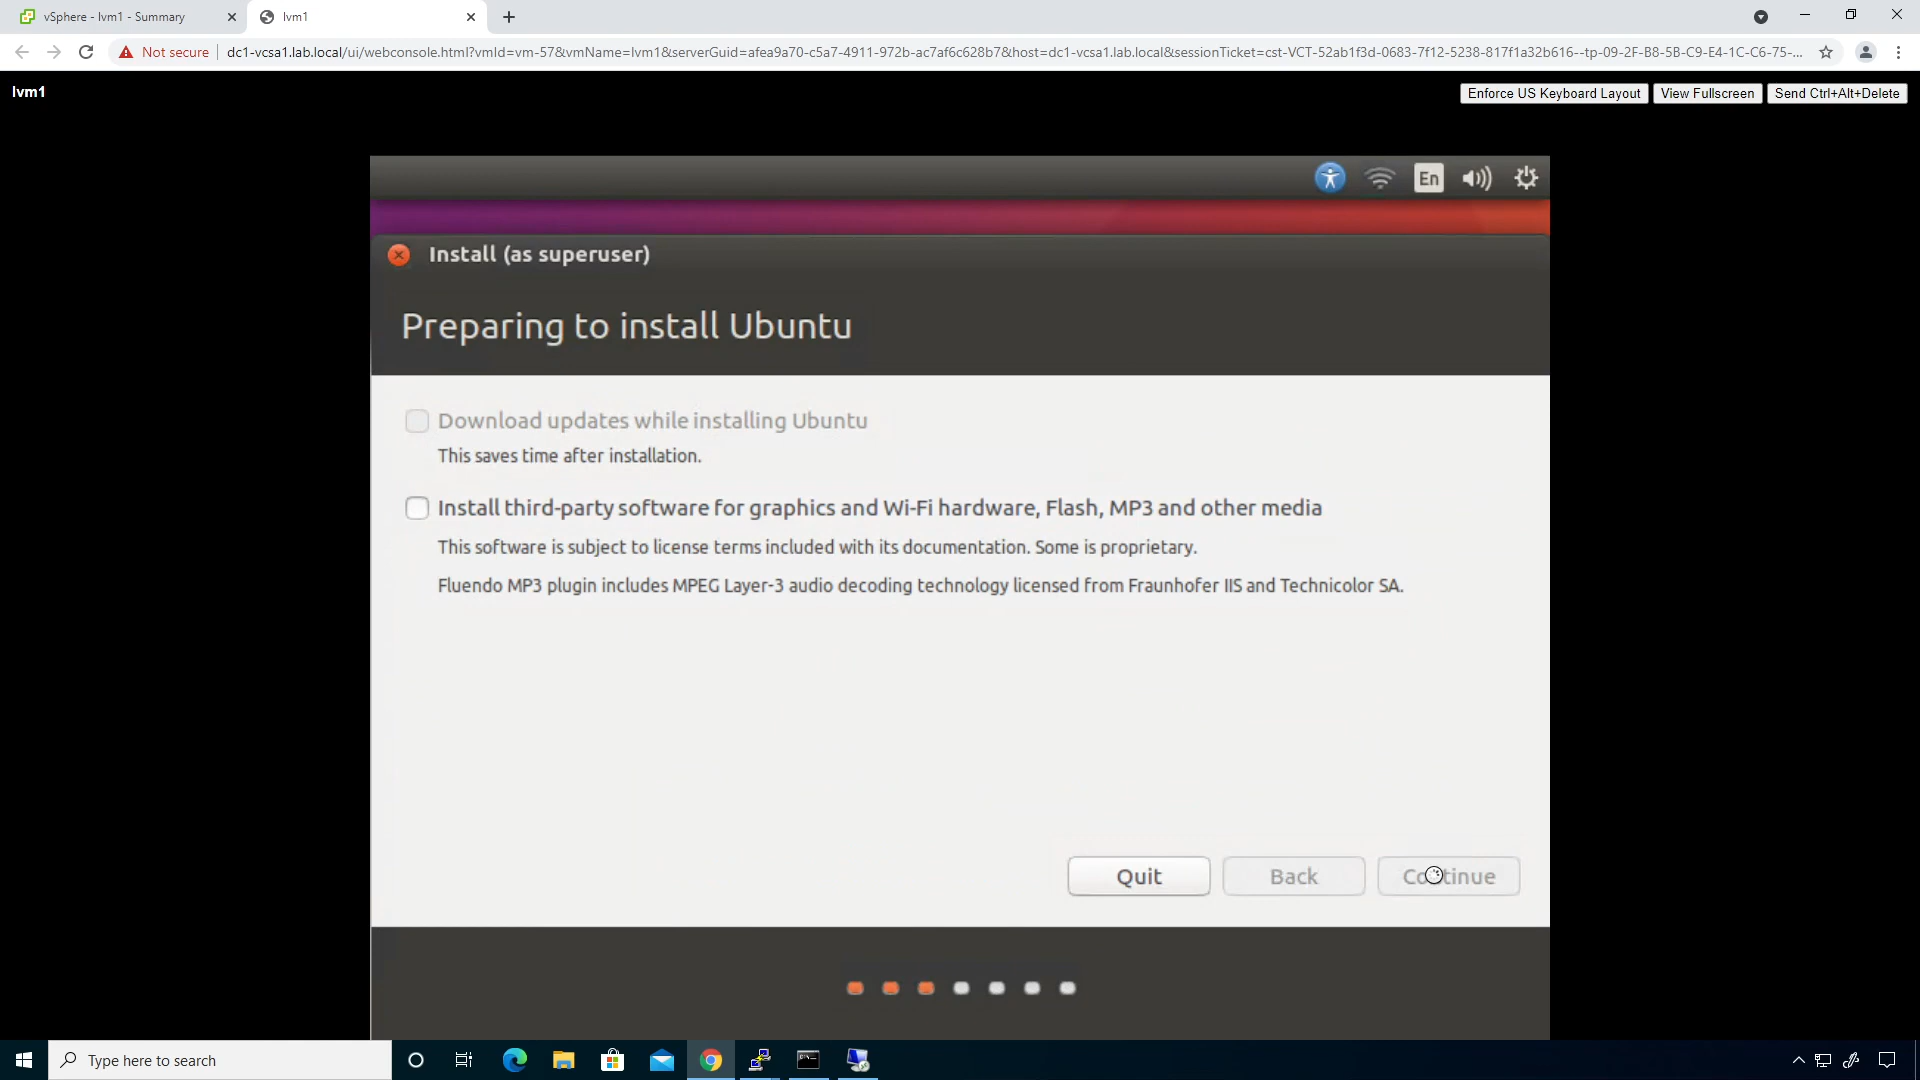 vSphere - lvm1 - Summary
lvm1
Not secure
dc1-vcsa1.lab.local/ui/webconsole.html?vmId=vm-57&vmName=lvm1&serverGuid=afea9a70-c5a7-4911-972b-ac7af6c628b7&host=dc1-vcsa1.lab.local&sessionTicket=cst-VCT-52ab1f3d-0683-7f12-5238-817f1a32b616--tp-09-2F-B8-5B-C9-E4-1C-C6-75-...
lvm1
Enforce US Keyboard Layout
View Fullscreen
Send Ctrl+Alt+Delete
En
Install (as superuser)
Preparing to install Ubuntu
Download updates while installing Ubuntu
This saves time after installation.
Install third-party software for graphics and Wi-Fi hardware, Flash, MP3 and other media
This software is subject to license terms included with its documentation. Some is proprietary.
Fluendo MP3 plugin includes MPEG Layer-3 audio decoding technology licensed from Fraunhofer IIS and Technicolor SA.
Quit
Back
Continue
Type here to search